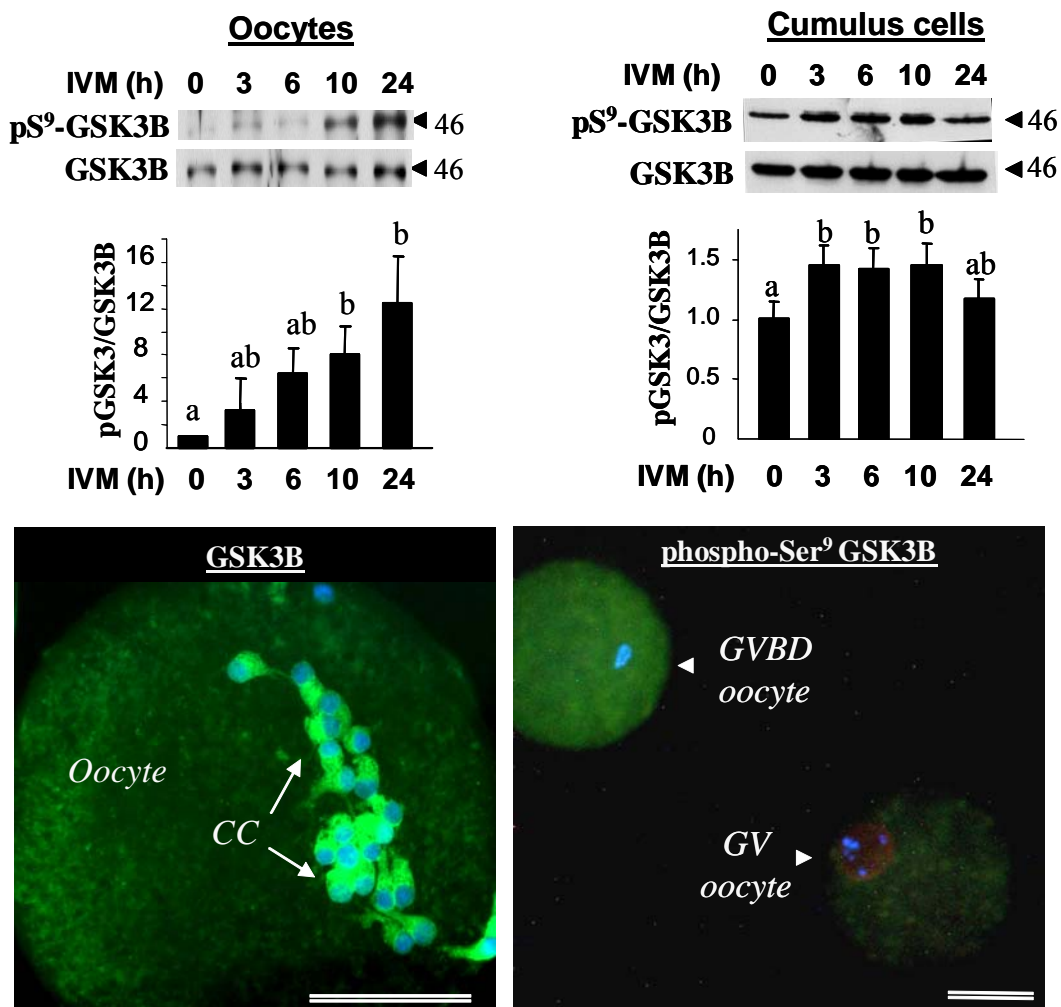 Oocytes
IVM (h) 0 3 6 10 24
pS⁹-GSK3B 46
GSK3B 46
pGSK3/GSK3B
16
12
8
4
0
a ab ab b b
IVM (h) 0 3 6 10 24
Cumulus cells
IVM (h) 0 3 6 10 24
pS⁹-GSK3B 46
GSK3B 46
pGSK3/GSK3B
1.5
1.0
0.5
0
a b b b ab
IVM (h) 0 3 6 10 24
GSK3B
Oocyte
CC
phospho-Ser⁹ GSK3B
GVBD
oocyte
GV
oocyte